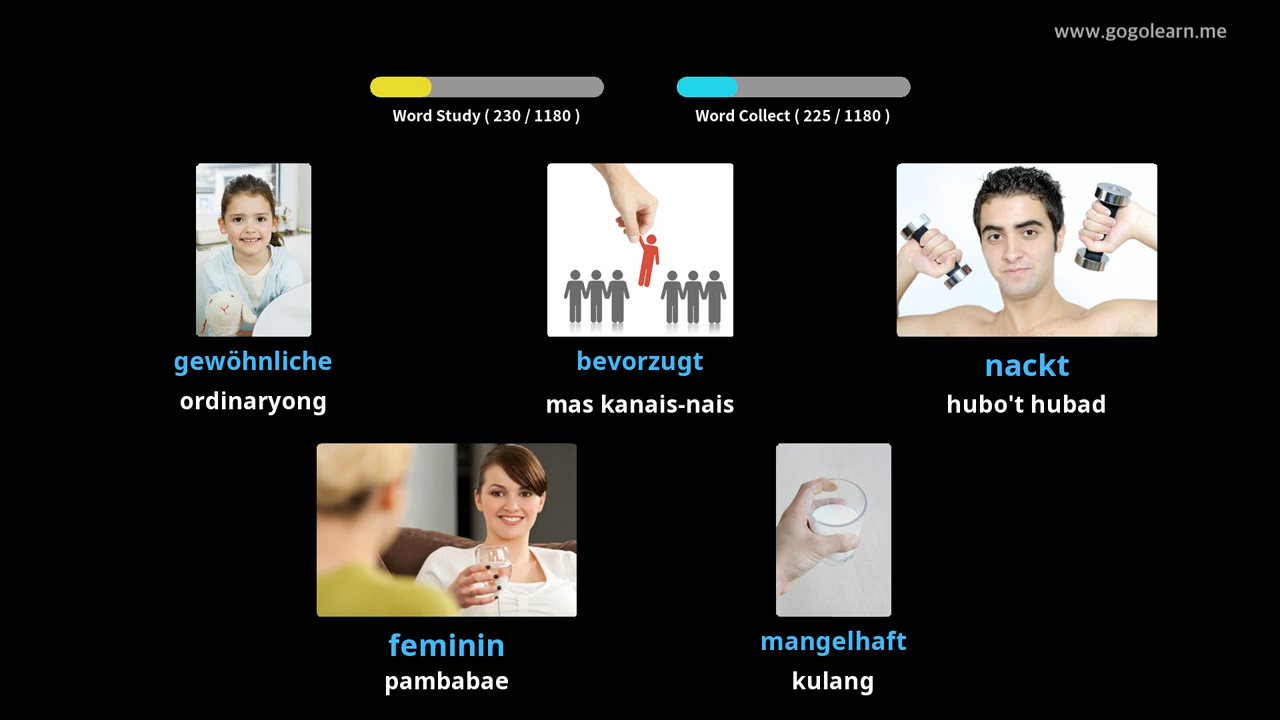 www.gogolearn.me
Word Study ( 230 / 1180 )
Word Collect ( 225 / 1180 )
gewöhnliche
ordinaryong
bevorzugt
mas kanais-nais
nackt
hubo't hubad
feminin
pambabae
mangelhaft
kulang